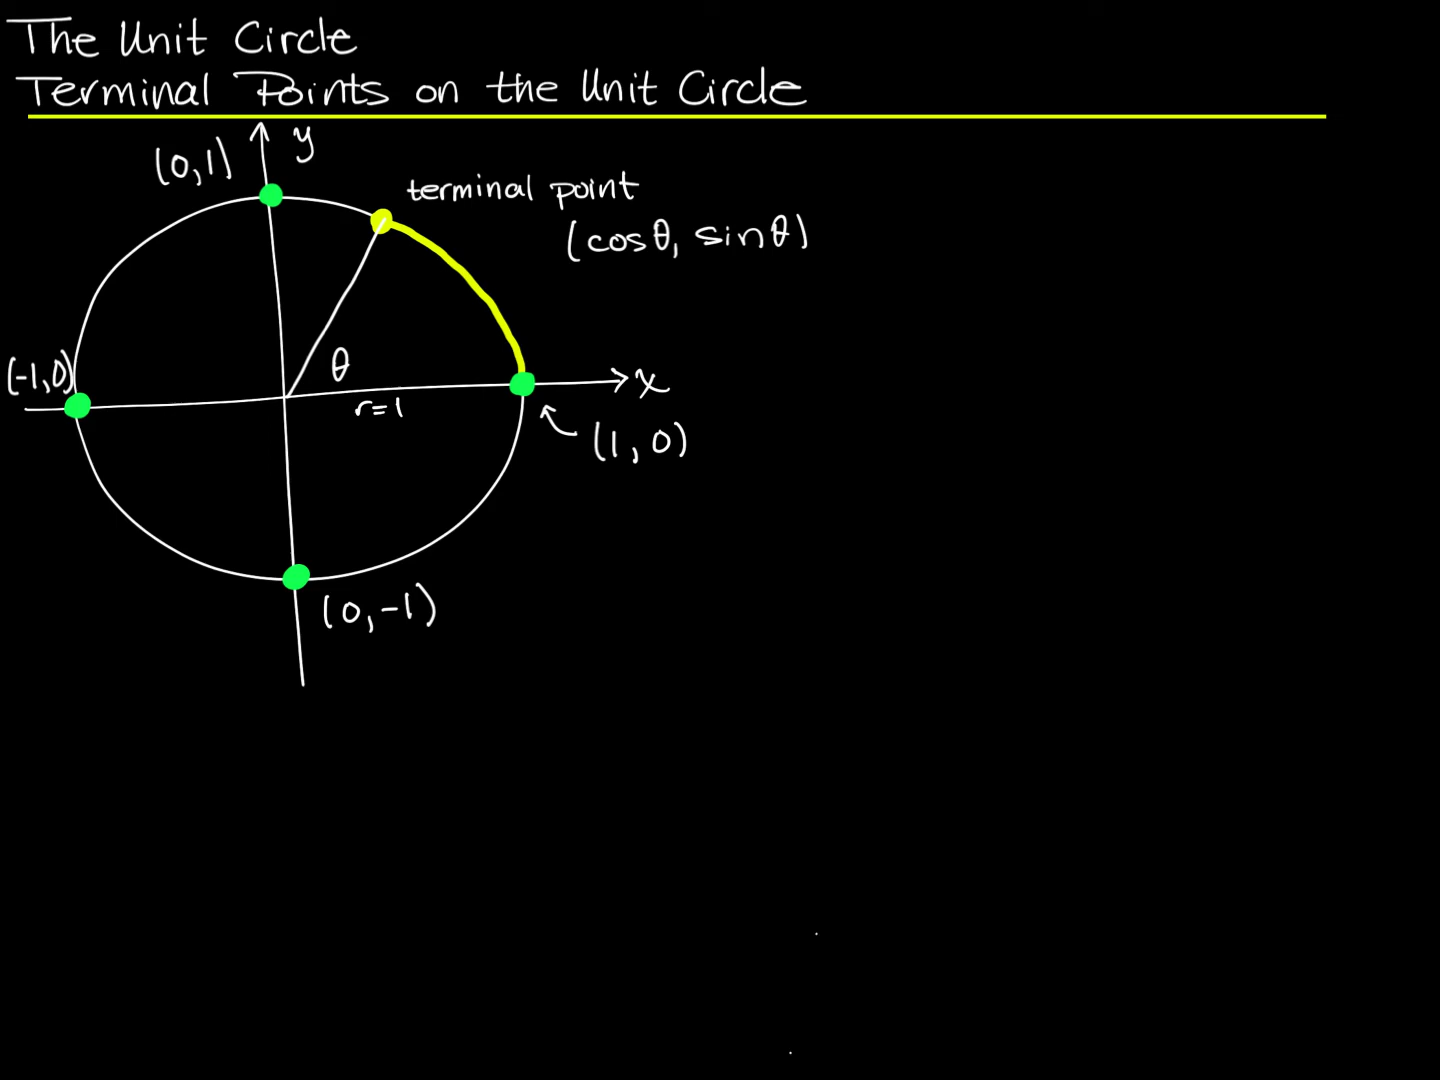 The Unit Circle
Terminal Points on the Unit Circle
y
(0,1)
terminal point
(cosθ, sinθ)
(-1,0)
θ
x
r=1
(1,0)
(0,-1)